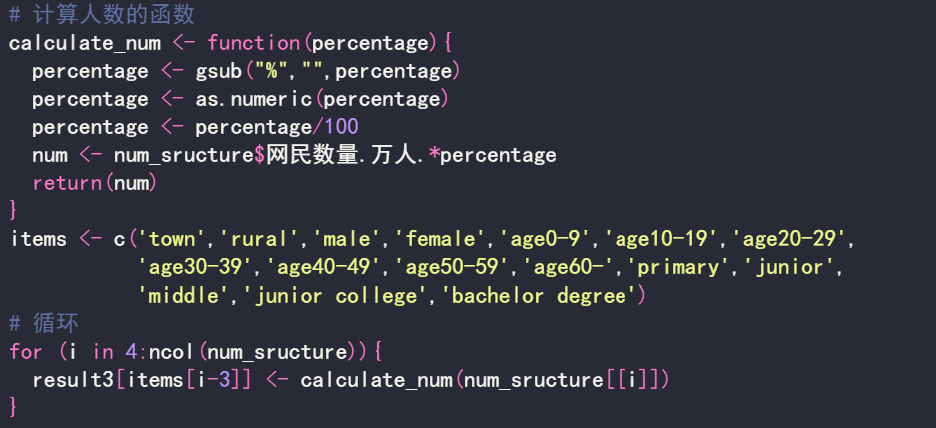 # 计算人数的函数
calculate_num <- function(percentage){
  percentage <- gsub("%","",percentage)
  percentage <- as.numeric(percentage)
  percentage <- percentage/100
  num <- num_sructure$网民数量.万人.*percentage
  return(num)
}
items <- c('town','rural','male','female','age0-9','age10-19','age20-29',
           'age30-39','age40-49','age50-59','age60-','primary','junior',
           'middle','junior college','bachelor degree')
# 循环
for (i in 4:ncol(num_sructure)){
  result3[items[i-3]] <- calculate_num(num_sructure[[i]])
}